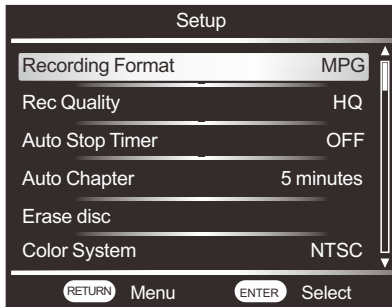 Setup
Recording Format MPG
Rec Quality HQ
Auto Stop Timer OFF
Auto Chapter 5 minutes
Erase disc
Color System NTSC
RETURN Menu ENTER Select